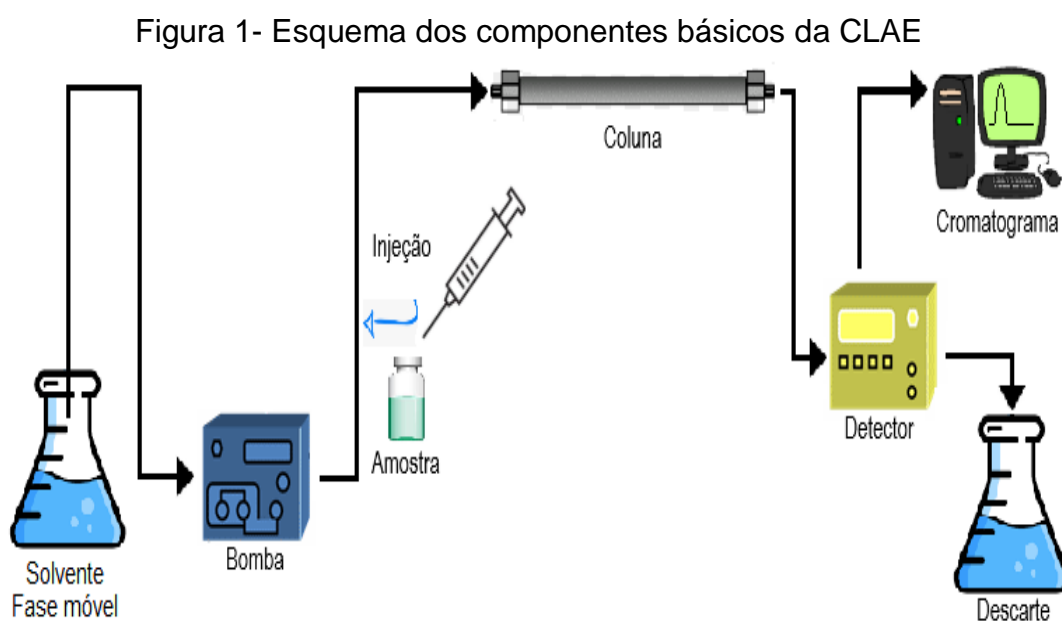 Figura 1- Esquema dos componentes básicos da CLAE
Coluna
Cromatograma
Injeção
Amostra
Detector
Bomba
Solvente
Fase móvel
Descarte